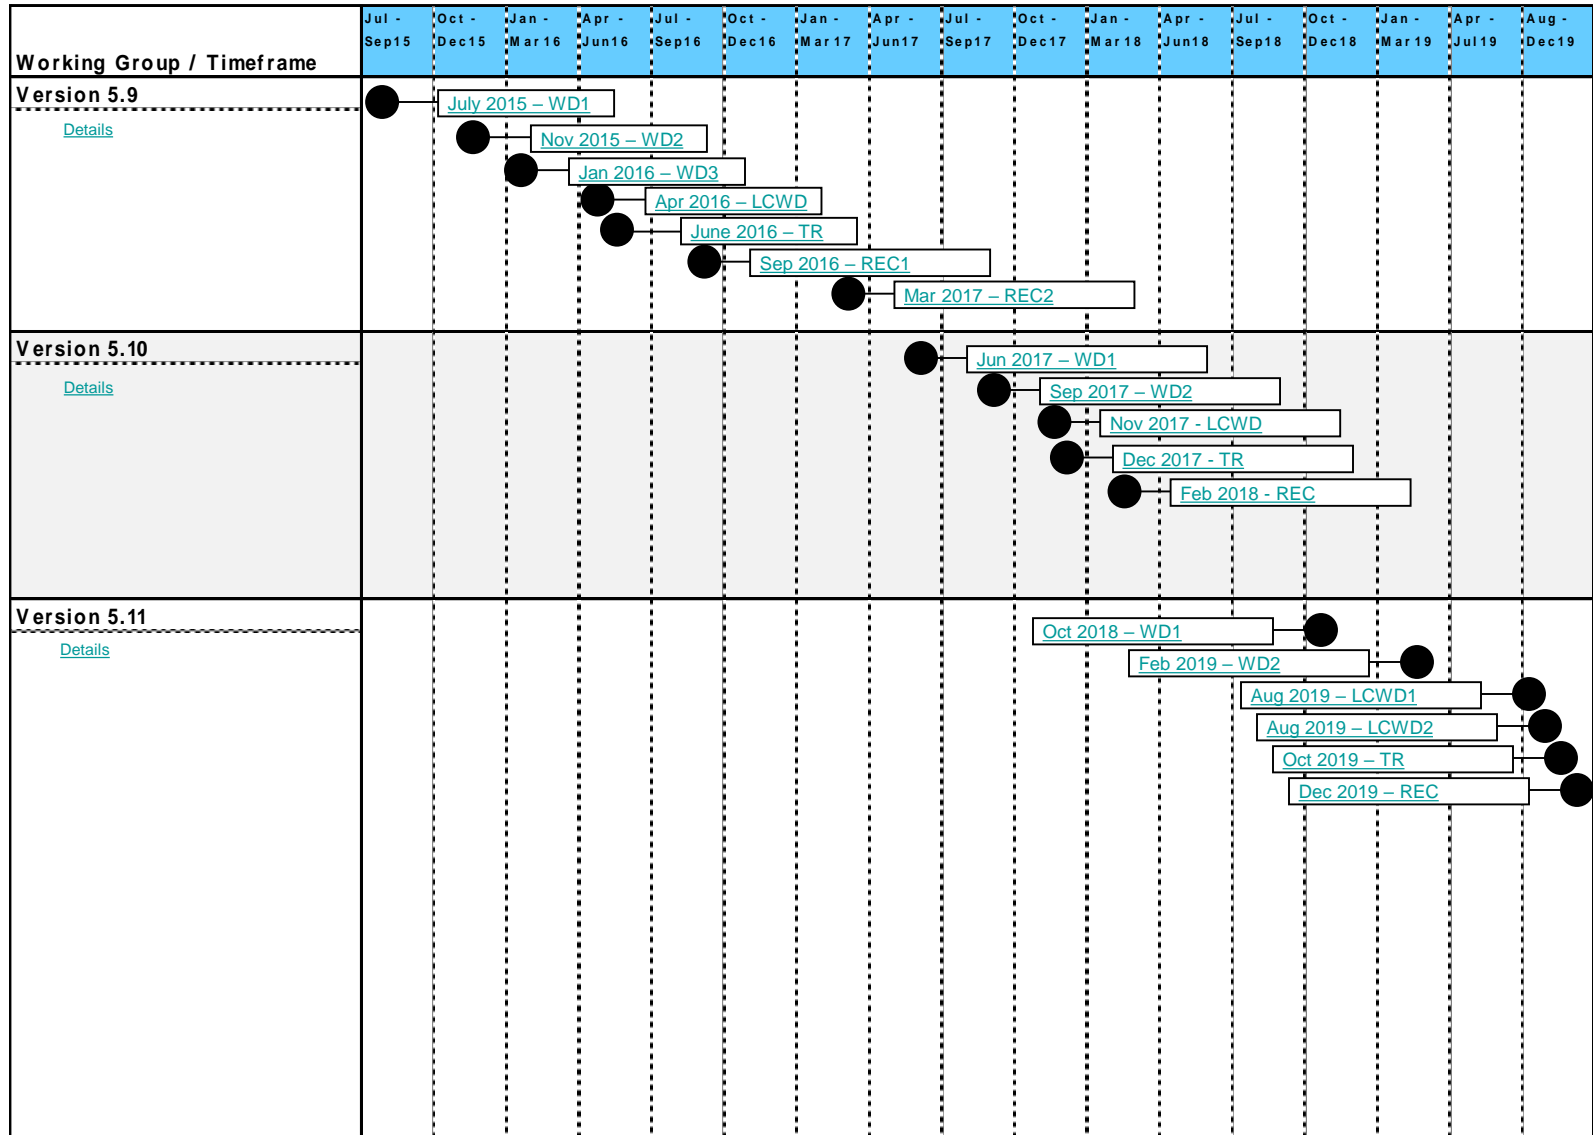 Jul - Oct - Jan - Apr - Jul - Oct - Jan - Apr - Jul - Oct - Jan - Apr - Jul - Oct - Jan - Apr - Aug -
Sep15 Dec15 Mar16 Jun16 Sep16 Dec16 Mar17 Jun17 Sep17 Dec17 Mar18 Jun18 Sep18 Dec18 Mar19 Jul19 Dec19
Working Group / Timeframe
Version 5.9
Details
July 2015 – WD1
Nov 2015 – WD2
Jan 2016 – WD3
Apr 2016 – LCWD
June 2016 – TR
Sep 2016 – REC1
Mar 2017 – REC2
Version 5.10
Details
Jun 2017 – WD1
Sep 2017 – WD2
Nov 2017 - LCWD
Dec 2017 - TR
Feb 2018 - REC
Version 5.11
Details
Oct 2018 – WD1
Feb 2019 – WD2
Aug 2019 – LCWD1
Aug 2019 – LCWD2
Oct 2019 – TR
Dec 2019 – REC